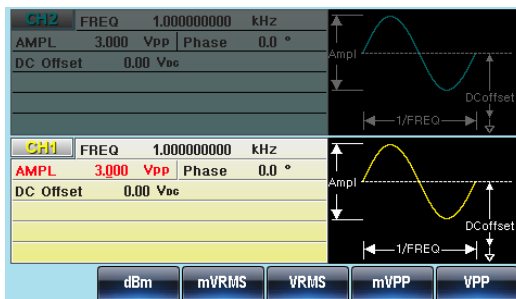 CH2 FREQ 1.000000000 kHz
AMPL 3.000 Vpp Phase 0.0 °
DC Offset 0.00 VDC
Ampl
DCoffset
1/FREQ
CH1 FREQ 1.000000000 kHz
AMPL 3.000 Vpp Phase 0.0 °
DC Offset 0.00 VDC
Ampl
DCoffset
1/FREQ
dBm mVRMS VRMS mVPP VPP